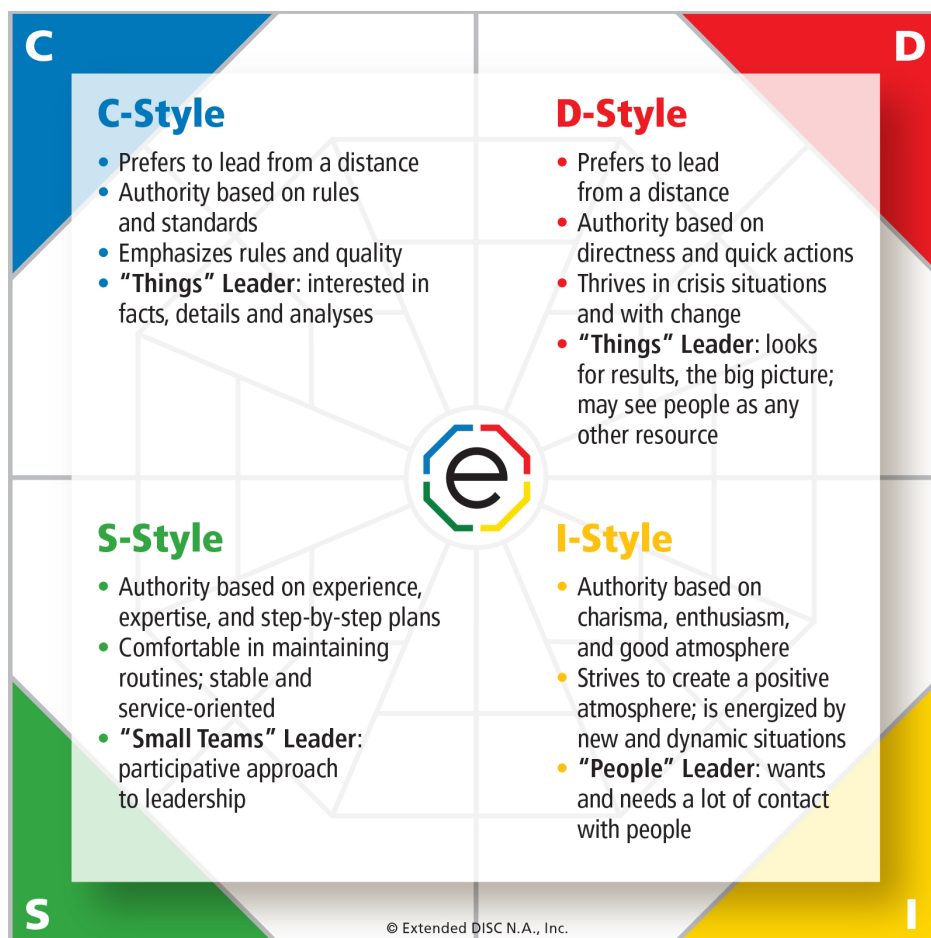 C
D
C-Style
• Prefers to lead from a distance
• Authority based on rules
and standards
• Emphasizes rules and quality
• “Things” Leader: interested in
facts, details and analyses
D-Style
• Prefers to lead
from a distance
• Authority based on
directness and quick actions
• Thrives in crisis situations
and with change
• “Things” Leader: looks
for results, the big picture;
may see people as any
other resource
e
S-Style
• Authority based on experience,
expertise, and step-by-step plans
• Comfortable in maintaining
routines; stable and
service-oriented
• “Small Teams” Leader:
participative approach
to leadership
I-Style
• Authority based on
charisma, enthusiasm,
and good atmosphere
• Strives to create a positive
atmosphere; is energized by
new and dynamic situations
• “People” Leader: wants
and needs a lot of contact
with people
S
I
© Extended DISC N.A., Inc.